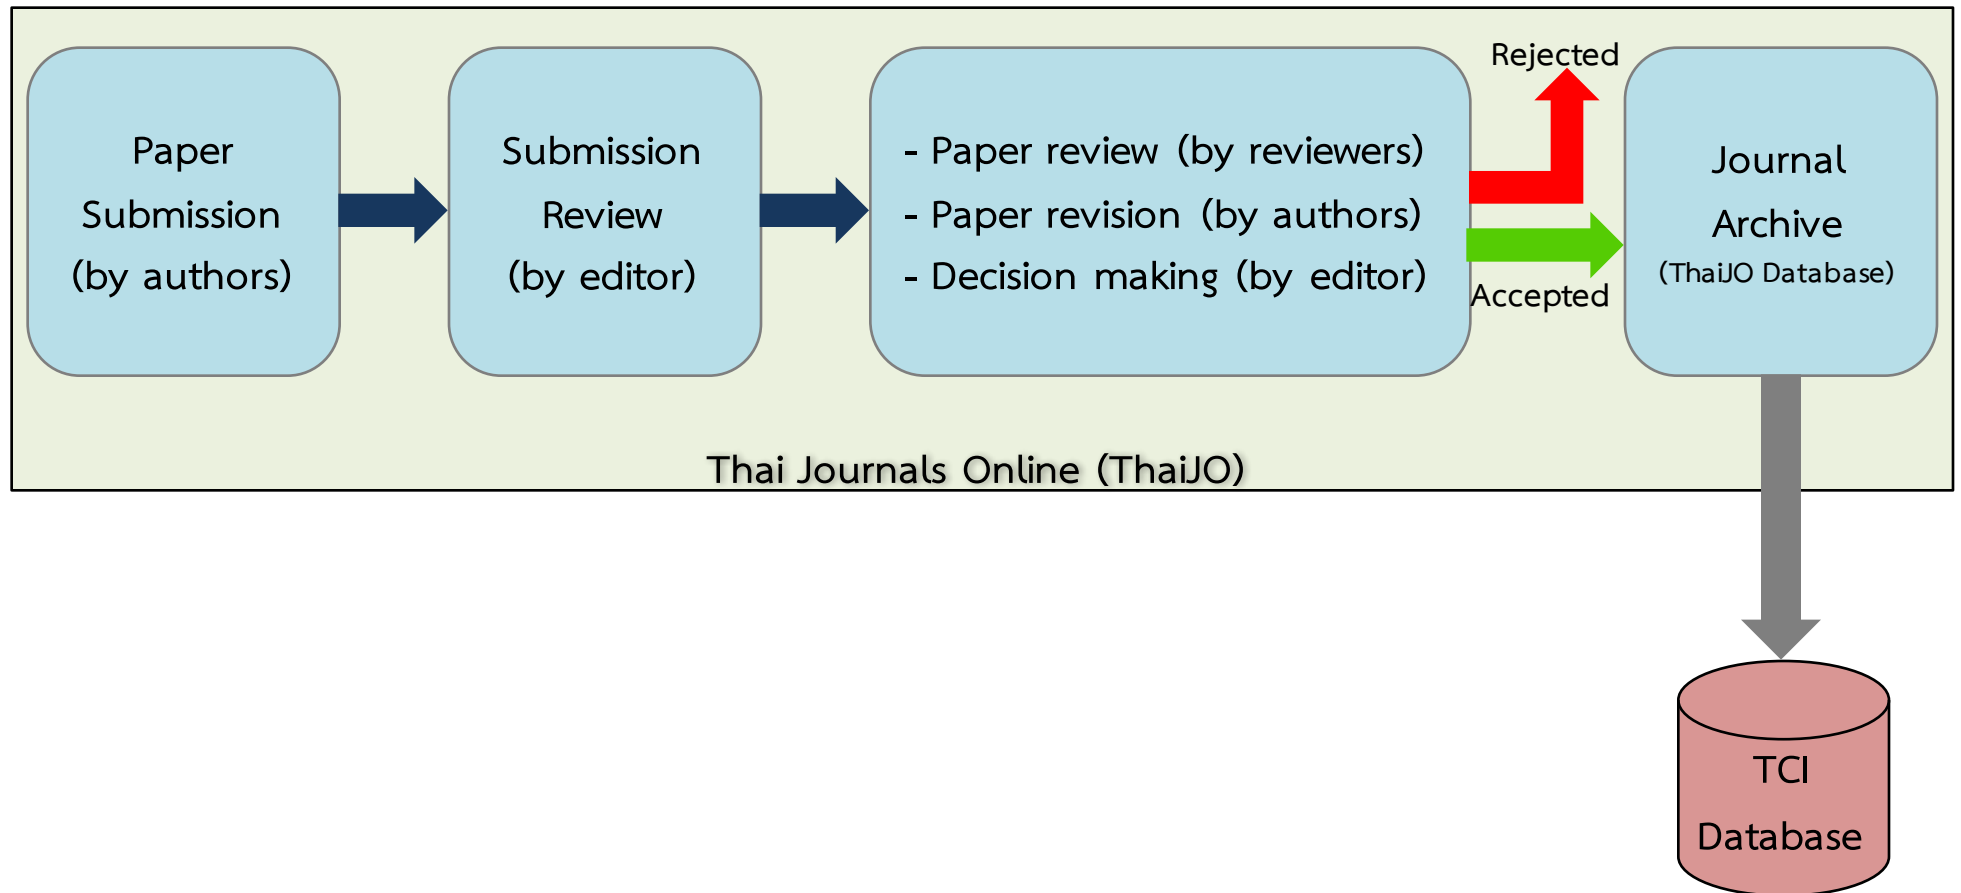 Paper
Submission
(by authors)
Submission
Review
(by editor)
- Paper review (by reviewers)
- Paper revision (by authors)
- Decision making (by editor)
Rejected
Accepted
Journal
Archive
(ThaiJO Database)
Thai Journals Online (ThaiJO)
TCI
Database